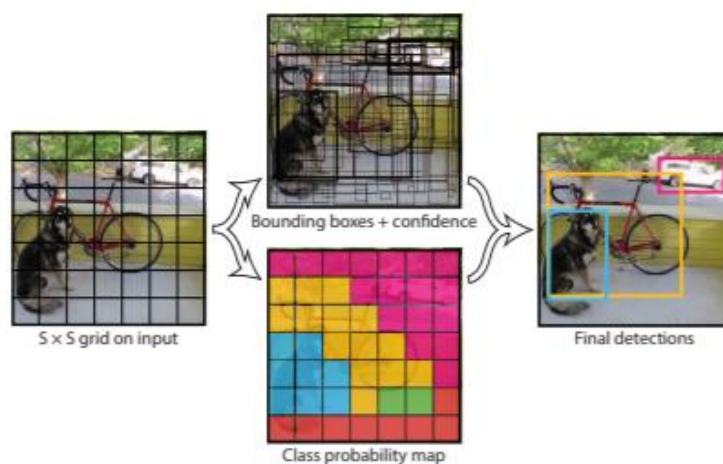 Bounding boxes + confidence
S × S grid on input
Final detections
Class probability map